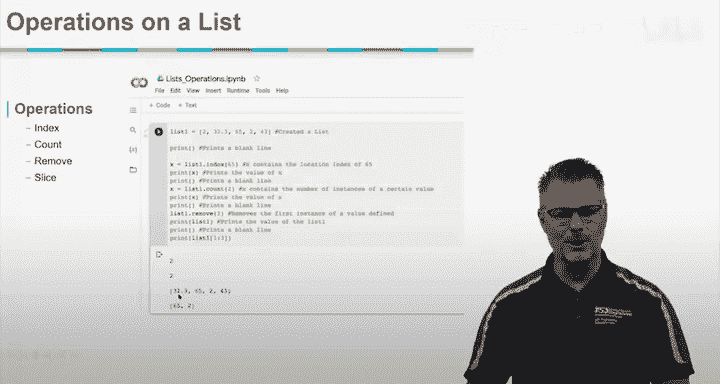 Operations on a List
Operations
– Index
– Count
– Remove
– Slice
Lists_Operations.ipynb
File Edit View Insert Runtime Tools Help
+ Code + Text
list1 = [2, 32.3, 65, 2, 43] #Created a List
print() #Prints a blank line
x = list1.index(65) #x contains the location index of 65
print(x) #Prints the value of x
print() #Prints a blank line
x = list1.count(2) #x contains the number of instances of a certain value
print(x) #Prints the value of x
print() #Prints a blank line
list1.remove(2) #Removes the first instance of a value defined
print(list1) #Prints the value of the list1
print() #Prints a blank line
print(list1[1:3])
2
2
[32.3, 65, 2, 43]
[65, 2]